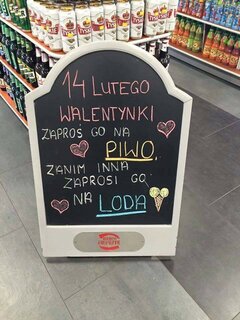 14 LUTEGO
WALENTYNKI
ZAPROŚ GO NA
PIWO,
ZANIM INNA
ZAPROSI GO
NA LODA